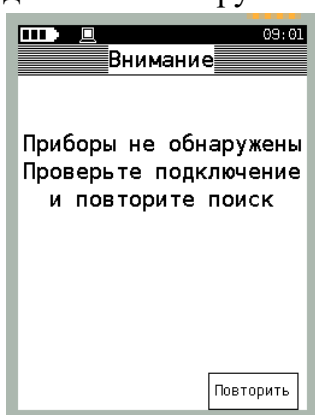 09:01
Внимание
Приборы не обнаружены
Проверьте подключение
и повторите поиск
Повторить